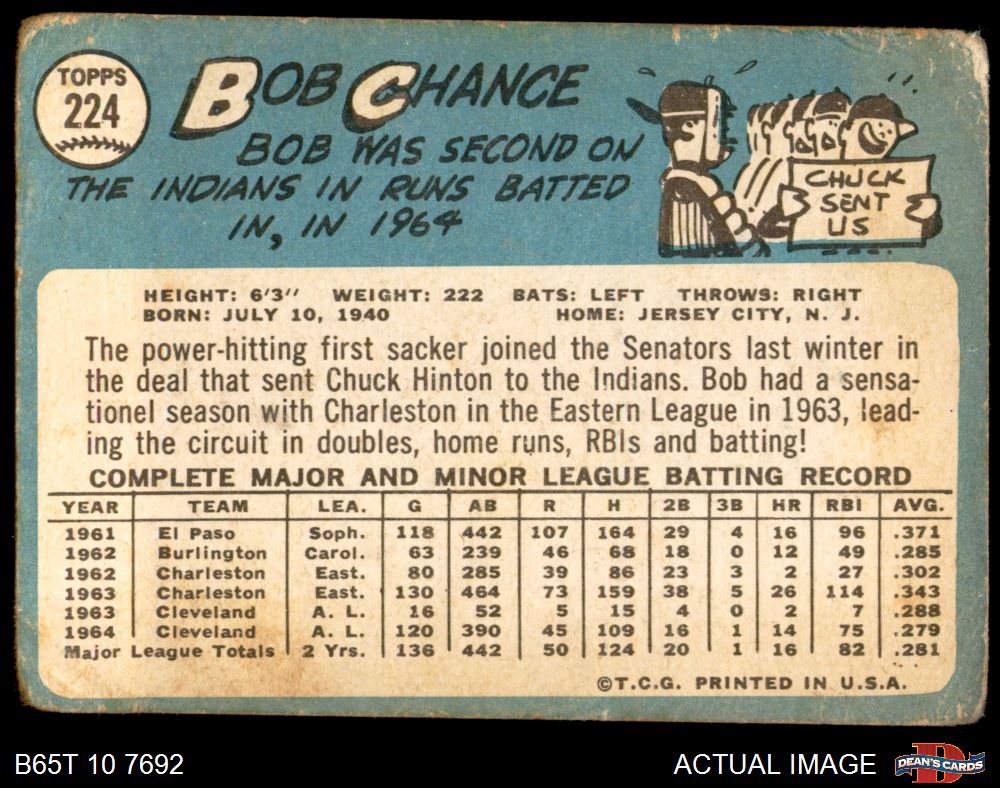 TOPPS
224
BOB CHANCE
BOB WAS SECOND ON
THE INDIANS IN RUNS BATTED
IN, IN 1964
CHUCK
SENT
US
HEIGHT: 6'3" WEIGHT: 222 BATS: LEFT THROWS: RIGHT
BORN: JULY 10, 1940 HOME: JERSEY CITY, N. J.
The power-hitting first sacker joined the Senators last winter in
the deal that sent Chuck Hinton to the Indians. Bob had a sensa-
tionel season with Charleston in the Eastern League in 1963, lead-
ing the circuit in doubles, home runs, RBIs and batting!
COMPLETE MAJOR AND MINOR LEAGUE BATTING RECORD
YEAR TEAM LEA. G AB R H 2B 3B HR RBI AVG.
1961 El Paso Soph. 118 442 107 164 29 4 16 96 .371
1962 Burlington Carol. 63 239 46 68 18 0 12 49 .285
1962 Charleston East. 80 285 39 86 23 3 2 27 .302
1963 Charleston East. 130 464 73 159 38 5 26 114 .343
1963 Cleveland A. L. 16 52 5 15 4 0 2 7 .288
1964 Cleveland A. L. 120 390 45 109 16 1 14 75 .279
Major League Totals 2 Yrs. 136 442 50 124 20 1 16 82 .281
©T.C.G. PRINTED IN U.S.A.
B65T 10 7692
ACTUAL IMAGE
D
DEAN'S CARDS